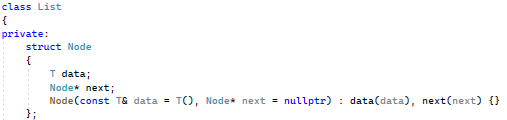 class List
{
private:
    struct Node
    {
        T data;
        Node* next;
        Node(const T& data = T(), Node* next = nullptr) : data(data), next(next) {}
    };